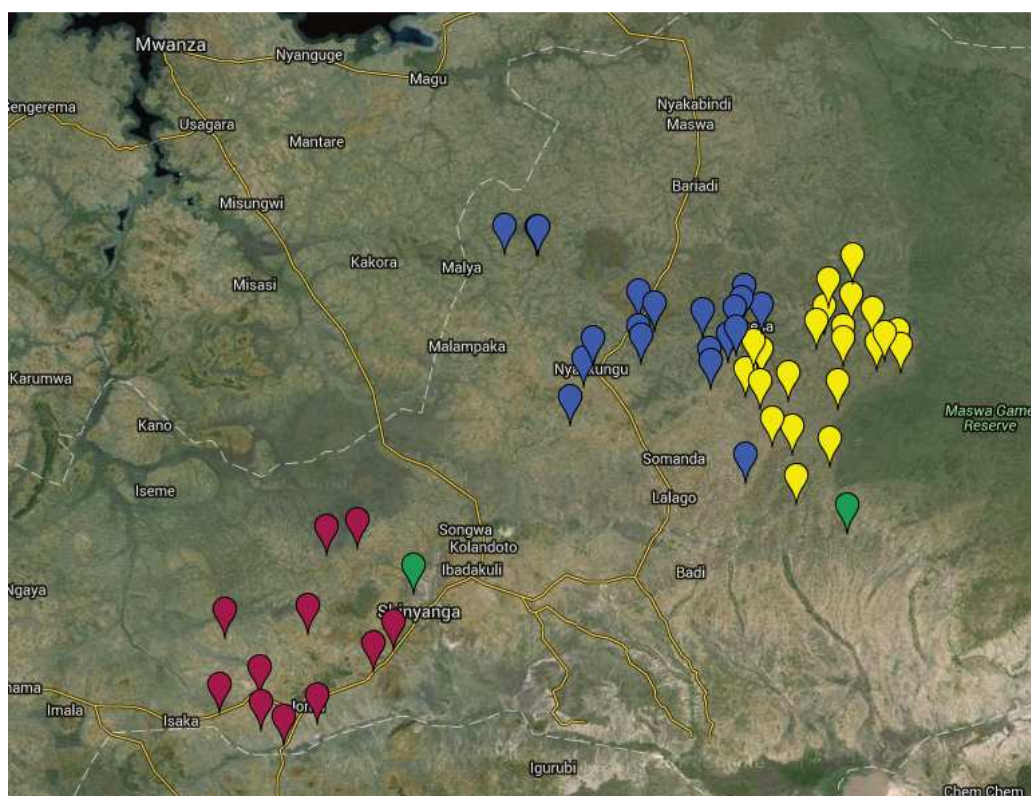 Mwanza
Nyanguge
Magu
Sengerema
Usagara
Mantare
Nyakabindi
Maswa
Misungwi
Bariadi
Misasi
Kakora
Malya
Malampaka
Karumwa
Kano
Maswa Game
Reserve
Iseme
Somanda
Lalago
Songwa
Kolandoto
Ibadakuli
Badi
Ngaya
Shinyanga
Imala
Isaka
Igurubi
Chem Chem